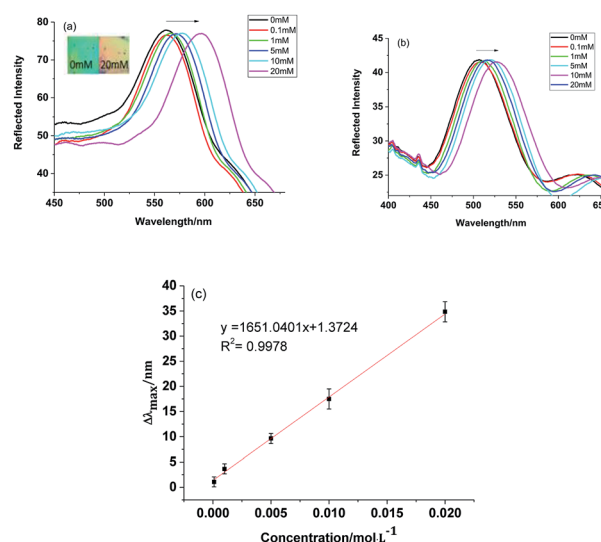 (a)
0mM
0.1mM
1mM
5mM
10mM
20mM
0mM 20mM
Reflected Intensity
80
70
60
50
40
450 500 550 600 650 700
Wavelength/nm
(b)
0mM
0.1mM
1mM
5mM
10mM
20mM
Reflected Intensity
50
45
40
35
30
25
400 450 500 550 600 650
Wavelength/nm
(c)
y =1651.0401x+1.3724
R²= 0.9978
Δλmax/nm
40
35
30
25
20
15
10
5
0
0.000 0.005 0.010 0.015 0.020
Concentration/mol·L⁻¹